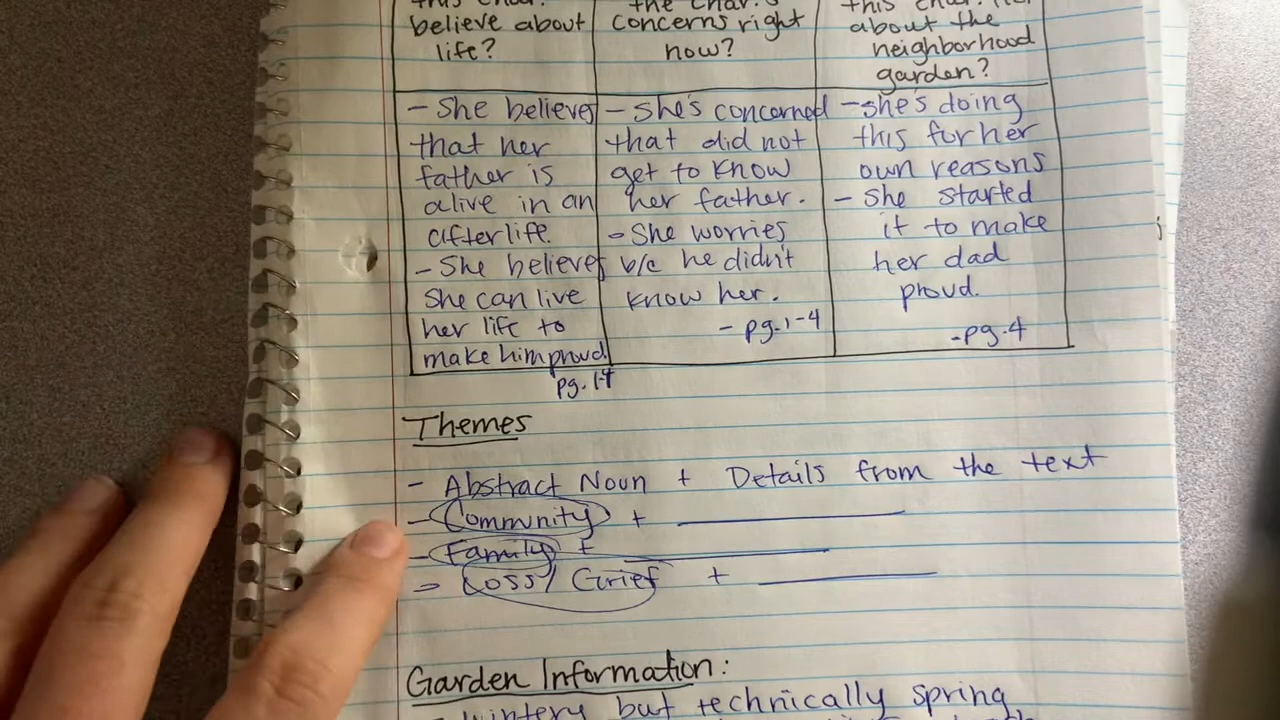 believe about
life?
concerns right
now?
about the
neighborhood
garden?
- She believes
that her
father is
alive in an
afterlife.
- She believes
she can live
her life to
make him proud
pg. 1-4
- She's concerned
that did not
get to know
her father.
- She worries
b/c he didn't
know her.
- pg. 1-4
- she's doing
this for her
own reasons
- She started
it to make
her dad
proud.
- pg. 4
Themes
- Abstract Noun + Details from the text
- Community +
- Family +
- Loss/Grief +
Garden Information:
- wintery but technically spring